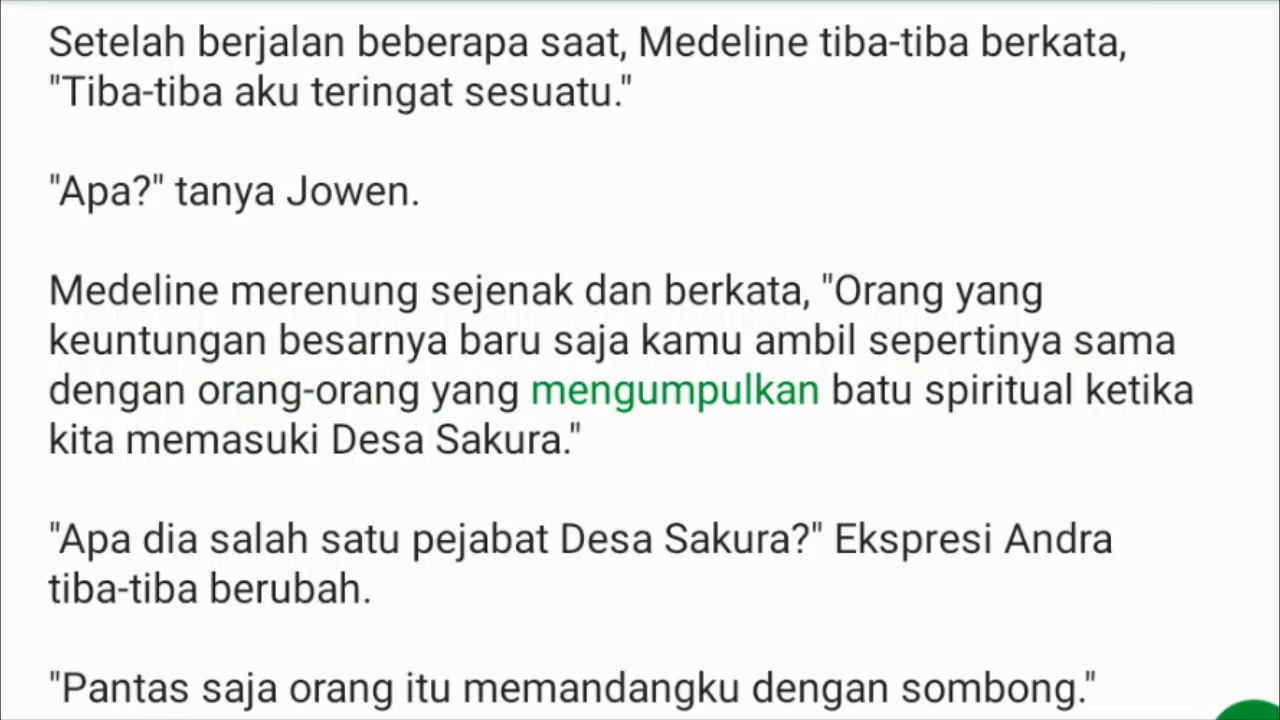 Setelah berjalan beberapa saat, Medeline tiba-tiba berkata,
"Tiba-tiba aku teringat sesuatu."
"Apa?" tanya Jowen.
Medeline merenung sejenak dan berkata, "Orang yang
keuntungan besarnya baru saja kamu ambil sepertinya sama
dengan orang-orang yang mengumpulkan batu spiritual ketika
kita memasuki Desa Sakura."
"Apa dia salah satu pejabat Desa Sakura?" Ekspresi Andra
tiba-tiba berubah.
"Pantas saja orang itu memandangku dengan sombong."